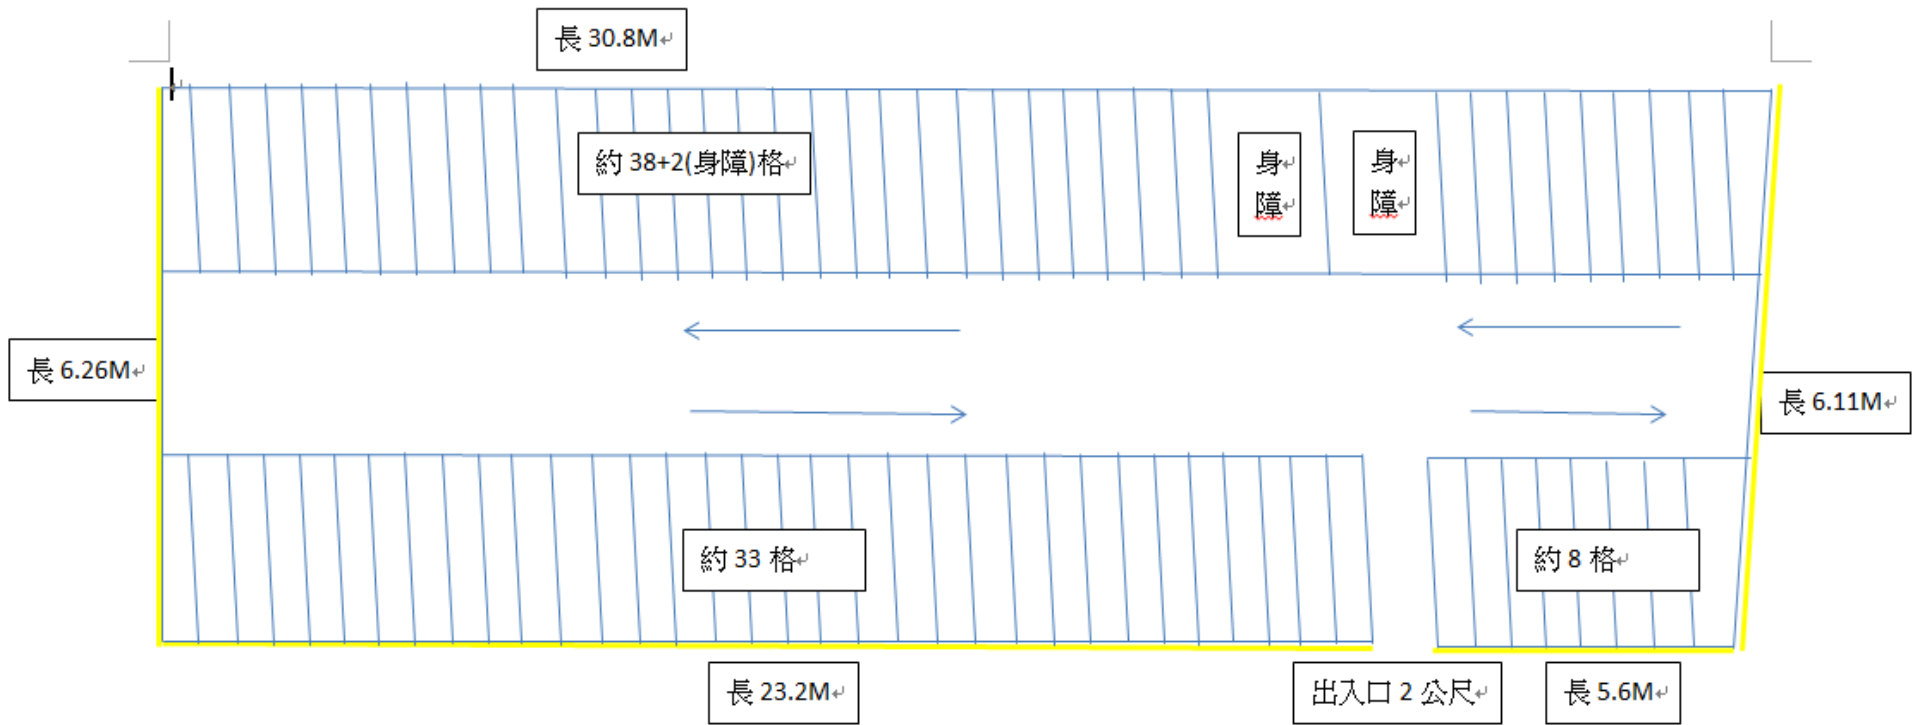 長 30.8M
約 38+2(身障)格
身
障
身
障
長 6.26M
長 6.11M
約 33 格
約 8 格
長 23.2M
出入口 2 公尺
長 5.6M